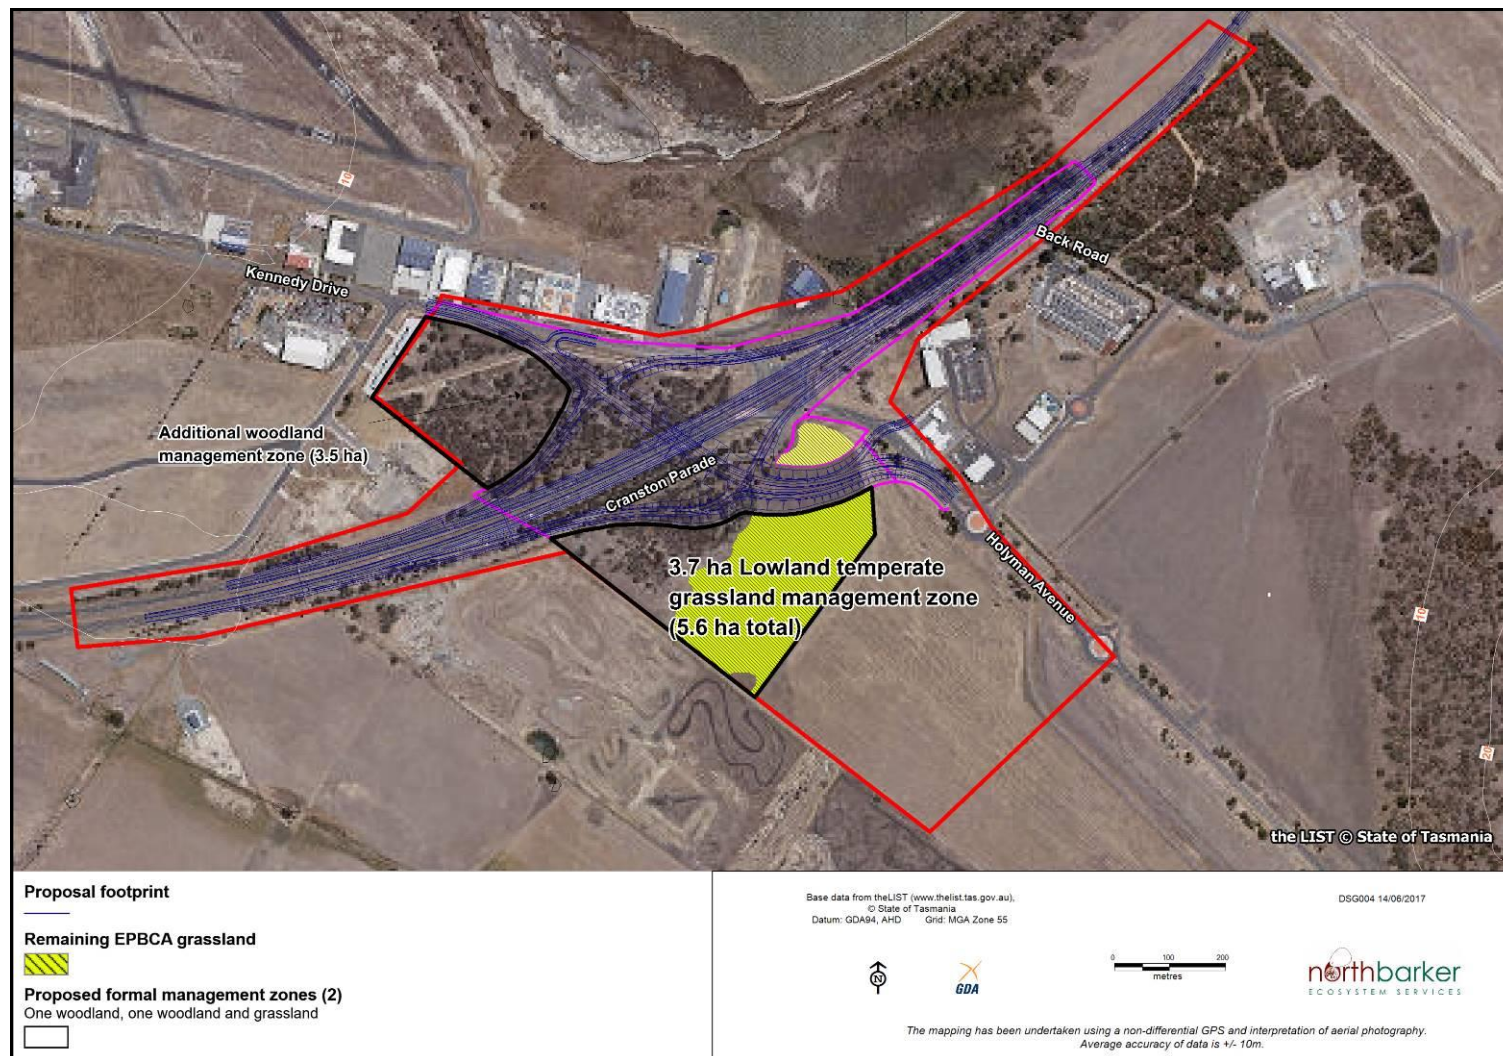 10
Kennedy Drive
Back Road
Additional woodland
management zone (3.5 ha)
Cranston Parade
3.7 ha Lowland temperate
grassland management zone
(5.6 ha total)
Holyman Avenue
10
20
the LIST © State of Tasmania
Proposal footprint
Remaining EPBCA grassland
Proposed formal management zones (2)
One woodland, one woodland and grassland
Base data from theLIST (www.thelist.tas.gov.au),
© State of Tasmania
Datum: GDA94, AHD Grid: MGA Zone 55
DSG004 14/06/2017
N
GDA
0 100 200
metres
northbarker
ECOSYSTEM SERVICES
The mapping has been undertaken using a non-differential GPS and interpretation of aerial photography.
Average accuracy of data is +/- 10m.